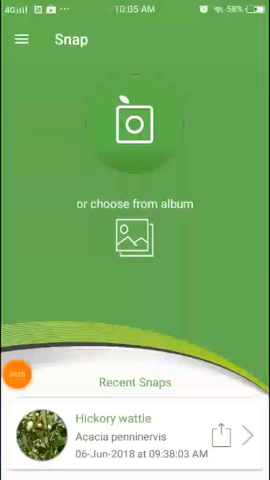 4G 10:05 AM 58%
Snap
or choose from album
Recent Snaps
Hickory wattle
Acacia penninervis
06-Jun-2018 at 09:38:03 AM